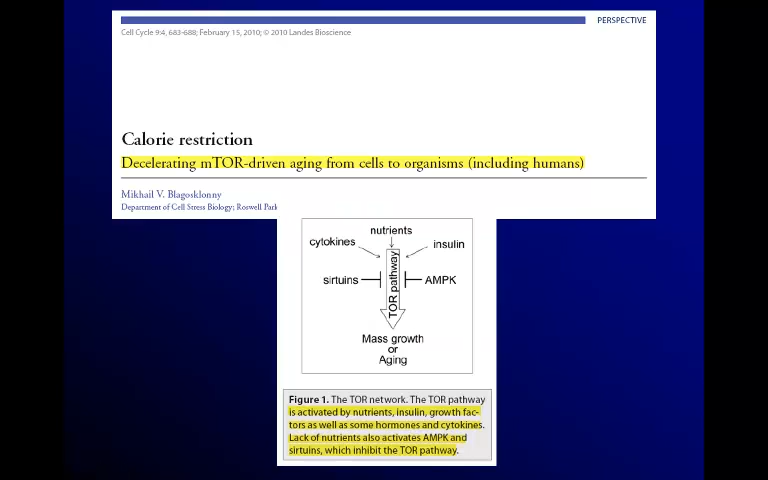 PERSPECTIVE
Cell Cycle 9:4, 683-688; February 15, 2010; © 2010 Landes Bioscience
Calorie restriction
Decelerating mTOR-driven aging from cells to organisms (including humans)
Mikhail V. Blagosklonny
Department of Cell Stress Biology; Roswell Park
nutrients
cytokines
insulin
sirtuins
TOR pathway
AMPK
Mass growth
or
Aging
Figure 1. The TOR network. The TOR pathway
is activated by nutrients, insulin, growth fac-
tors as well as some hormones and cytokines.
Lack of nutrients also activates AMPK and
sirtuins, which inhibit the TOR pathway.